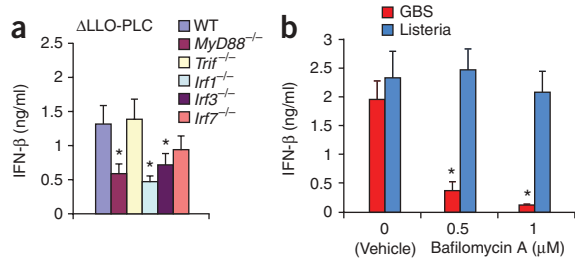 a
ΔLLO-PLC
WT
MyD88−/−
Trif−/−
Irf1−/−
Irf3−/−
Irf7−/−
IFN-β (ng/ml)
2
1.5
1
0.5
0
*
*
*
b
GBS
Listeria
IFN-β (ng/ml)
3
2.5
2
1.5
1
0.5
0
*
*
0 0.5 1
(Vehicle) Bafilomycin A (μM)